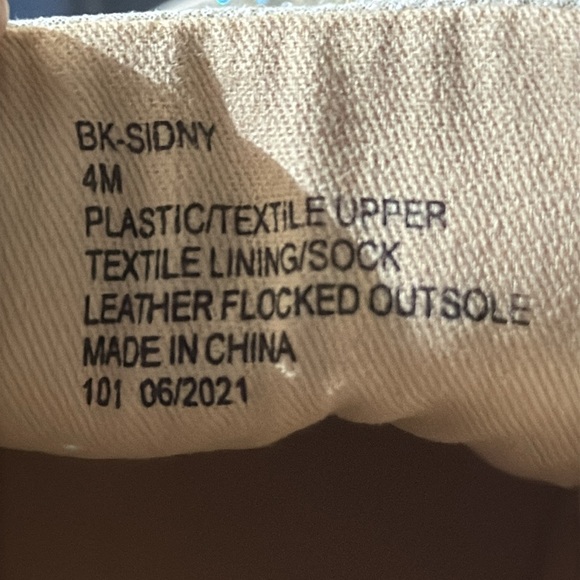 BK-SIDNY
4M
PLASTIC/TEXTILE UPPER
TEXTILE LINING/SOCK
LEATHER FLOCKED OUTSOLE
MADE IN CHINA
101 06/2021